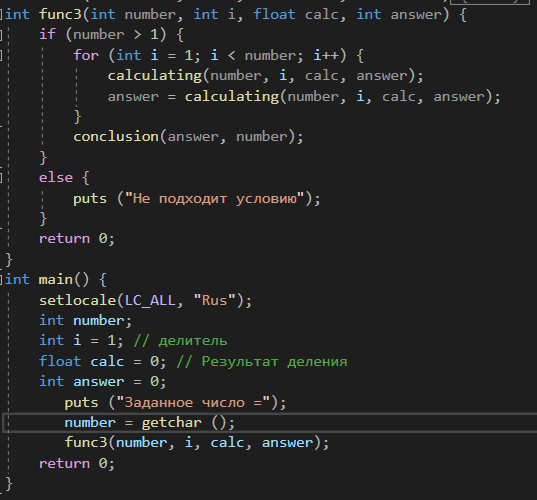 int func3(int number, int i, float calc, int answer) {
if (number > 1) {
for (int i = 1; i < number; i++) {
calculating(number, i, calc, answer);
answer = calculating(number, i, calc, answer);
}
conclusion(answer, number);
}
else {
puts ("Не подходит условию");
}
return 0;
}
int main() {
setlocale(LC_ALL, "Rus");
int number;
int i = 1; // делитель
float calc = 0; // Результат деления
int answer = 0;
puts ("Заданное число =");
number = getchar ();
func3(number, i, calc, answer);
return 0;
}